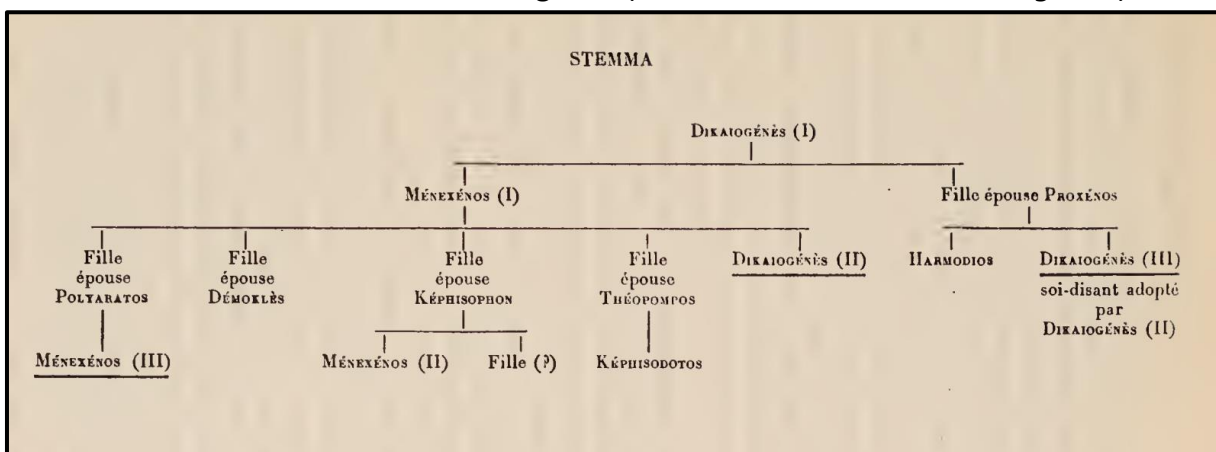 STEMMA
DIKAIOGÉNÈS (I)
MÉNEXÉNOS (I)
Fille épouse PROXÉNOS
Fille
épouse
POLYARATOS
Fille
épouse
DÉMOKLÈS
Fille
épouse
KÉPHISOPHON
Fille
épouse
THÉOPOMPOS
DIKAIOGÉNÈS (II)
HARMODIOS
DIKAIOGÉNÈS (III)
soi-disant adopté
par
DIKAIOGÉNÈS (II)
MÉNEXÉNOS (III)
MÉNEXÉNOS (II)
Fille (?)
KÉPHISODOTOS